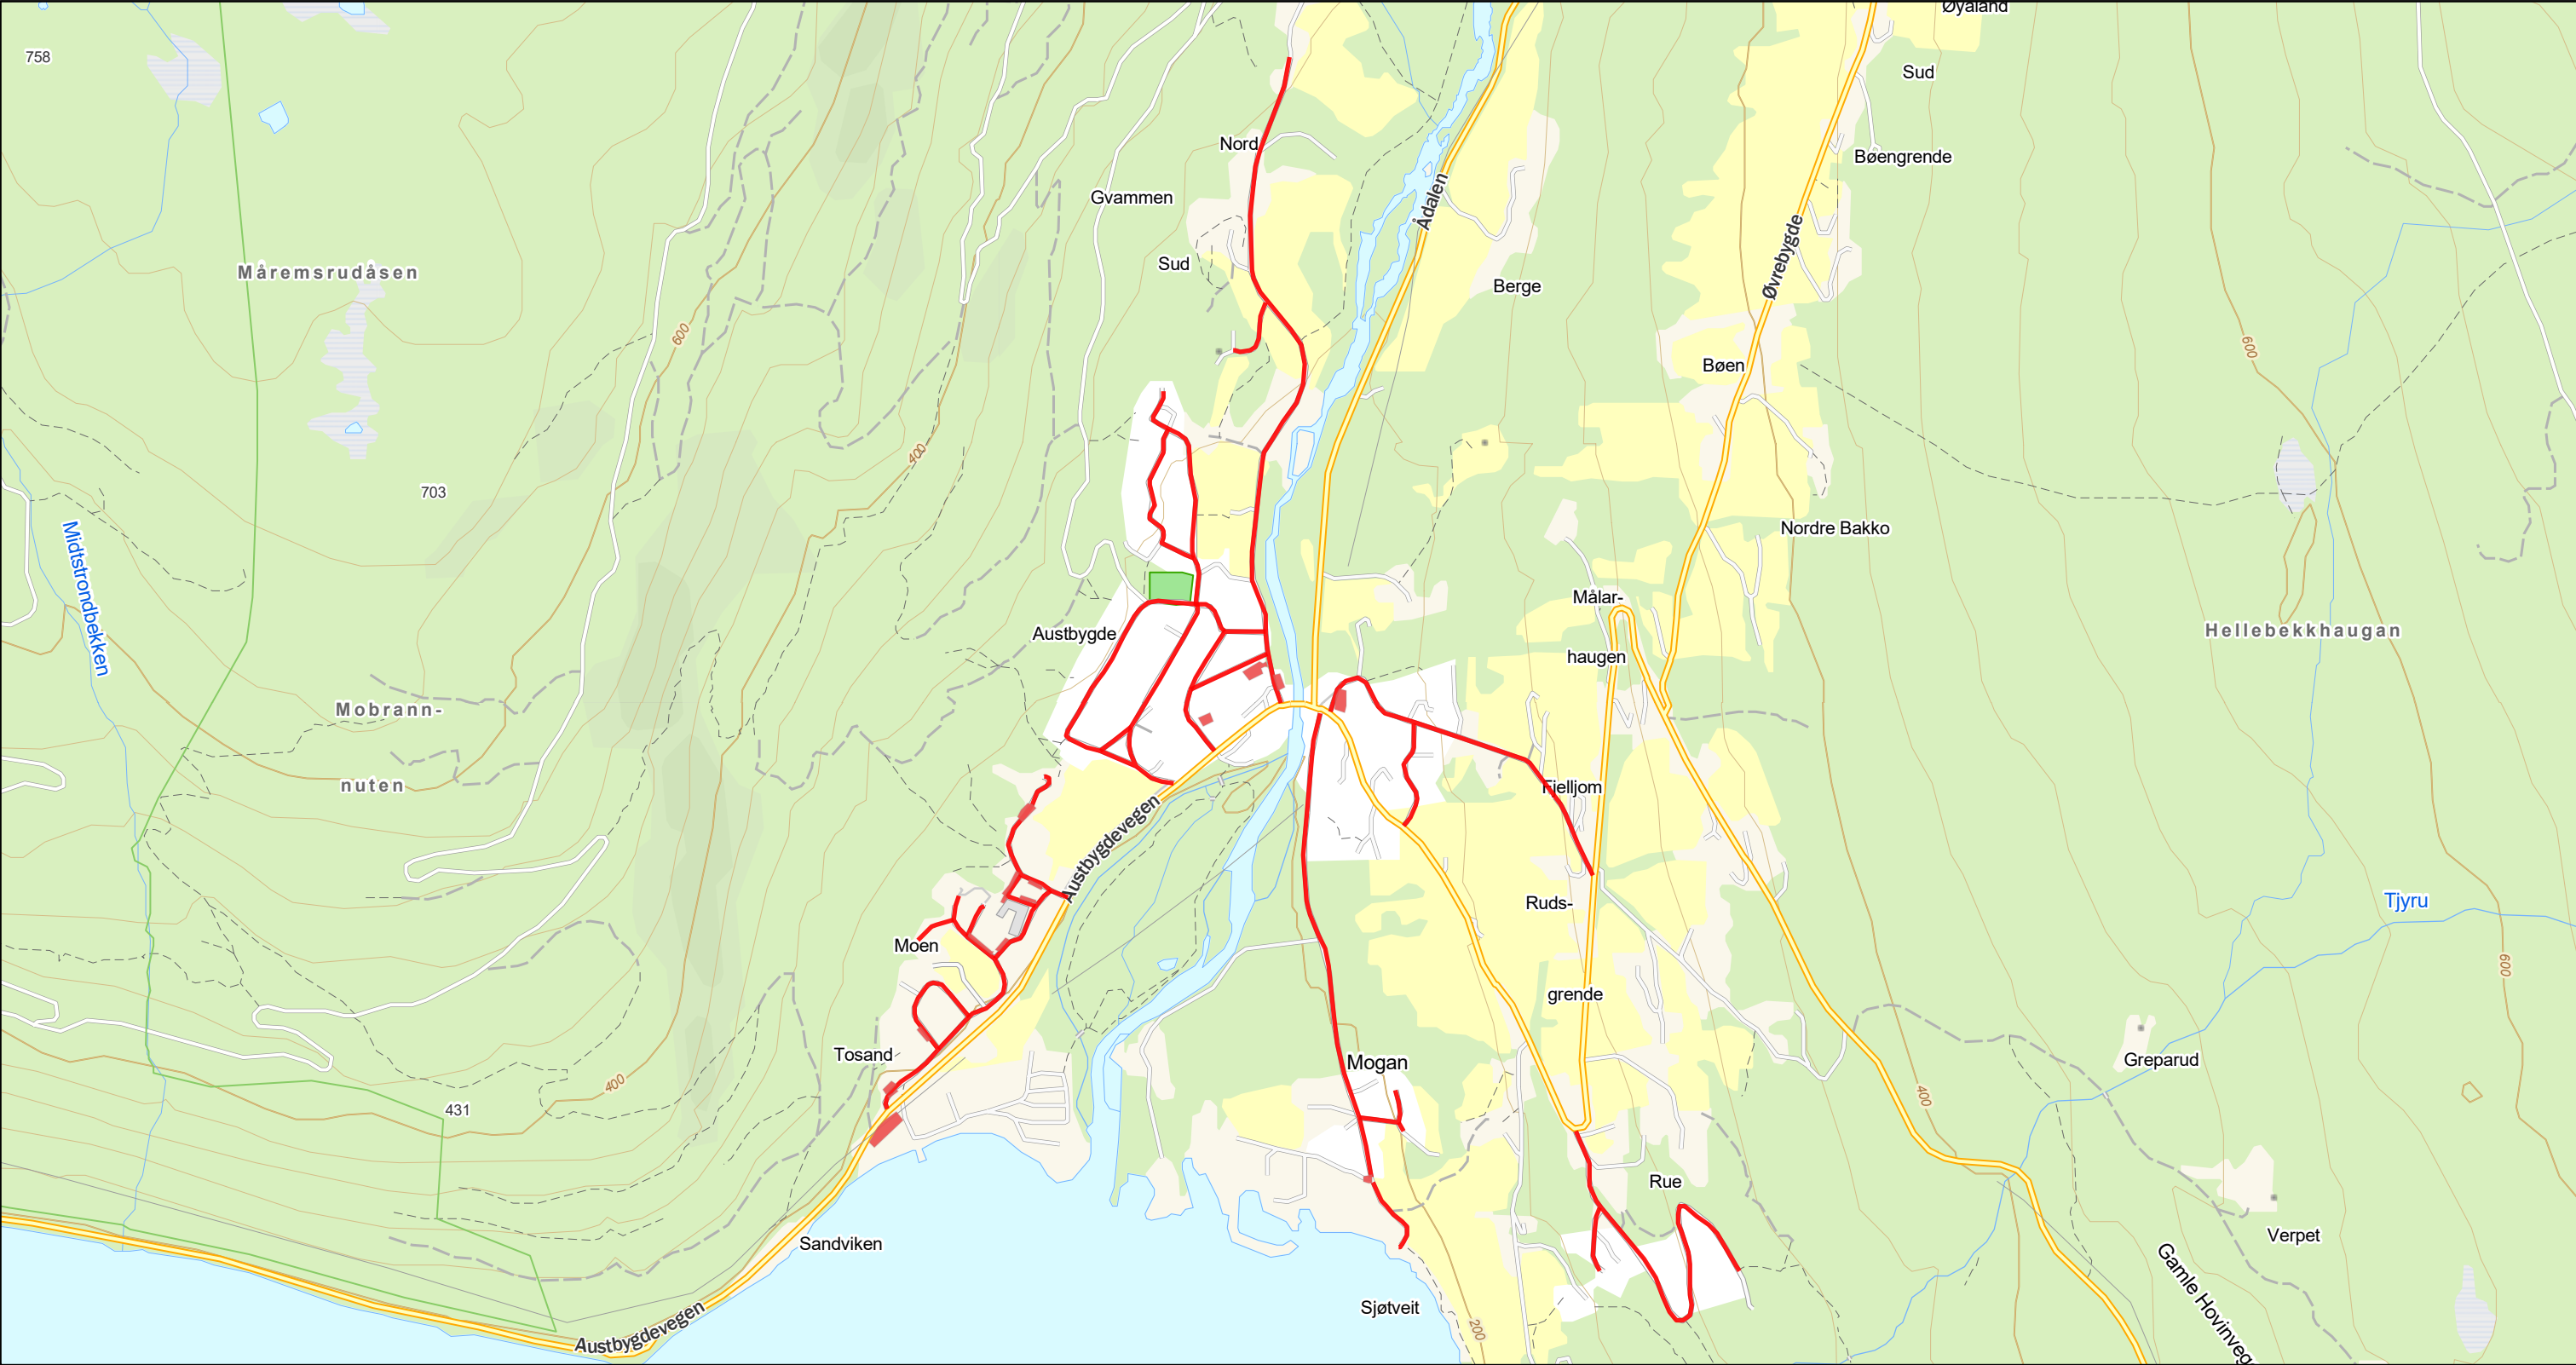 Øyaland
758
Sud
Nord
Bøengrende
Gvammen
Ådalen
Øvrebygde
Sud
Måremsrudåsen
Berge
600
600
Bøen
400
703
Nordre Bakko
Midtstrondbekken
Målar-
Austbygde
Hellebekkhaugan
haugen
Mobrann-
nuten
Fjelljom
Austbygdevegen
Tjyru
Ruds-
Moen
600
grende
Tosand
Mogan
Greparud
400
400
431
Rue
Verpet
Sandviken
Gamle Hovinveg
Sjøtveit
200
Austbygdevegen